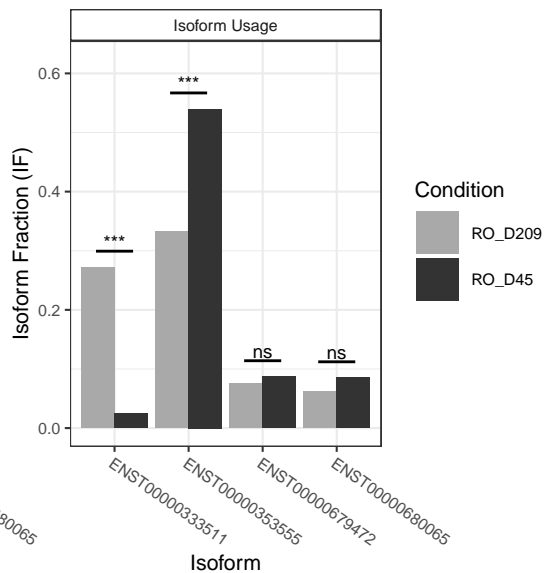 Isoform Usage
Isoform Fraction (IF)
0.6
0.4
0.2
0.0
***
***
ns
ns
ENST00000333511
ENST00000353555
ENST00000679472
ENST00000680065
80065
Isoform
Condition
RO_D209
RO_D45